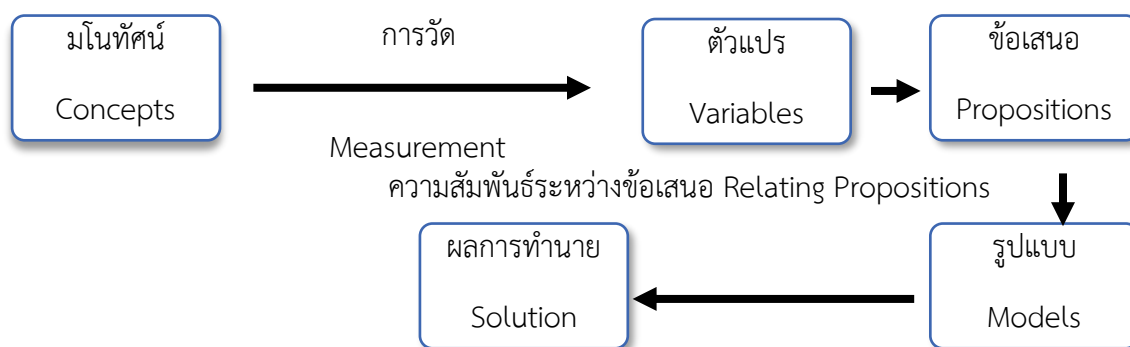 มโนทัศน์
Concepts
การวัด
Measurement
ตัวแปร
Variables
ข้อเสนอ
Propositions
ความสัมพันธ์ระหว่างข้อเสนอ Relating Propositions
รูปแบบ
Models
ผลการทำนาย
Solution